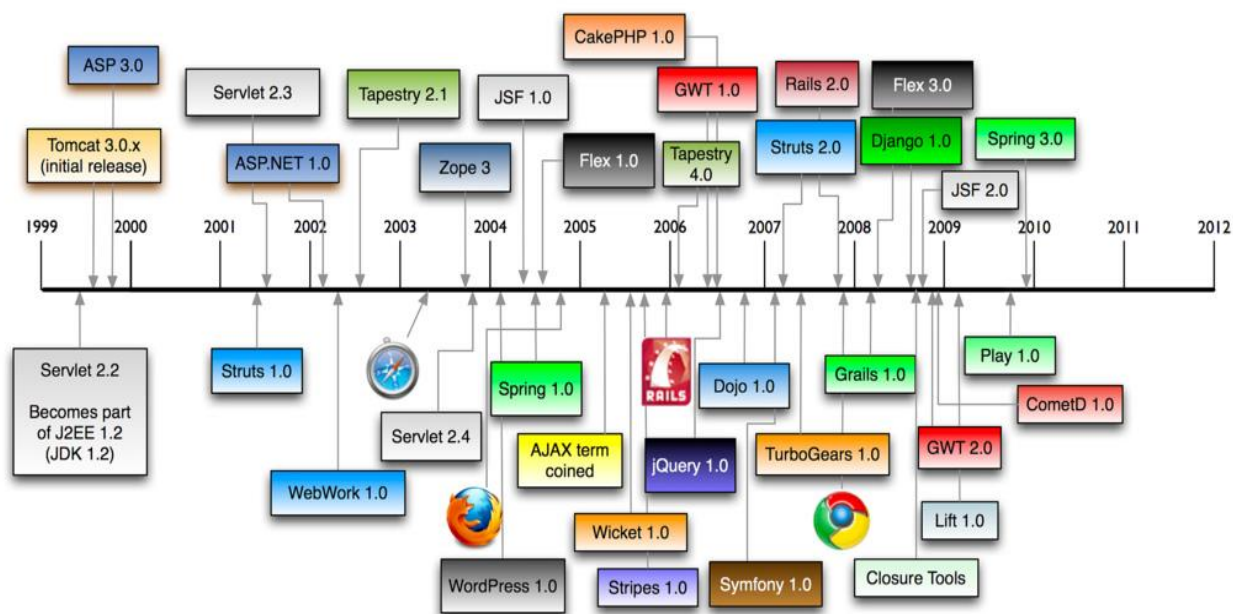 CakePHP 1.0
ASP 3.0
GWT 1.0
Rails 2.0
Flex 3.0
Servlet 2.3
Tapestry 2.1
JSF 1.0
Tomcat 3.0.x
(initial release)
ASP.NET 1.0
Zope 3
Flex 1.0
Tapestry
4.0
Struts 2.0
Django 1.0
Spring 3.0
JSF 2.0
1999 2000 2001 2002 2003 2004 2005 2006 2007 2008 2009 2010 2011 2012
Servlet 2.2
Becomes part
of J2EE 1.2
(JDK 1.2)
Struts 1.0
Spring 1.0
RAILS
Dojo 1.0
Grails 1.0
Play 1.0
CometD 1.0
Servlet 2.4
AJAX term
coined
jQuery 1.0
TurboGears 1.0
GWT 2.0
WebWork 1.0
Wicket 1.0
Lift 1.0
WordPress 1.0
Stripes 1.0
Symfony 1.0
Closure Tools